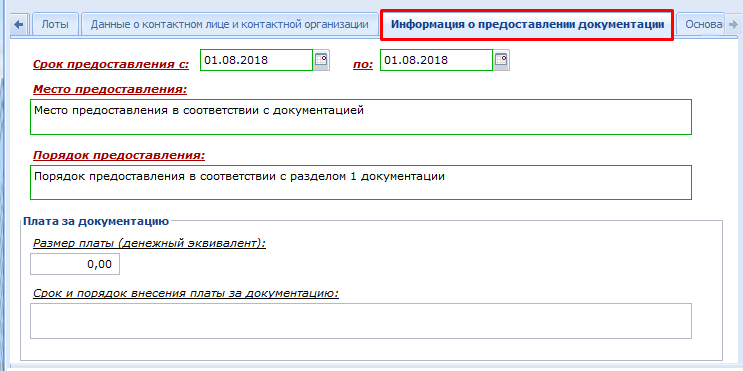 Лоты Данные о контактном лице и контактной организации Информация о предоставлении документации Основа
Срок предоставления с: 01.08.2018 по: 01.08.2018
Место предоставления:
Место предоставления в соответствии с документацией
Порядок предоставления:
Порядок предоставления в соответствии с разделом 1 документации
Плата за документацию
Размер платы (денежный эквивалент):
0,00
Срок и порядок внесения платы за документацию: